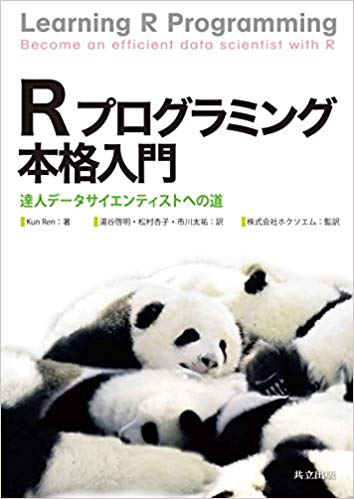 Learning R Programming
Become an efficient data scientist with R
Rプログラミング
本格入門
達人データサイエンティストへの道
Kun Ren：著 湯谷啓明・松村杏子・市川太祐：訳 株式会社ホクソエム：監訳
共立出版